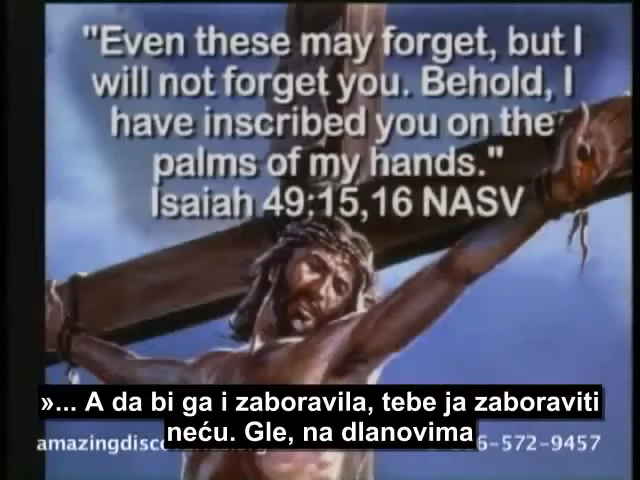 "Even these may forget, but I
will not forget you. Behold, I
have inscribed you on the
palms of my hands."
Isaiah 49:15,16 NASV
»... A da bi ga i zaboravila, tebe ja zaboraviti
neću. Gle, na dlanovima
6-572-9457